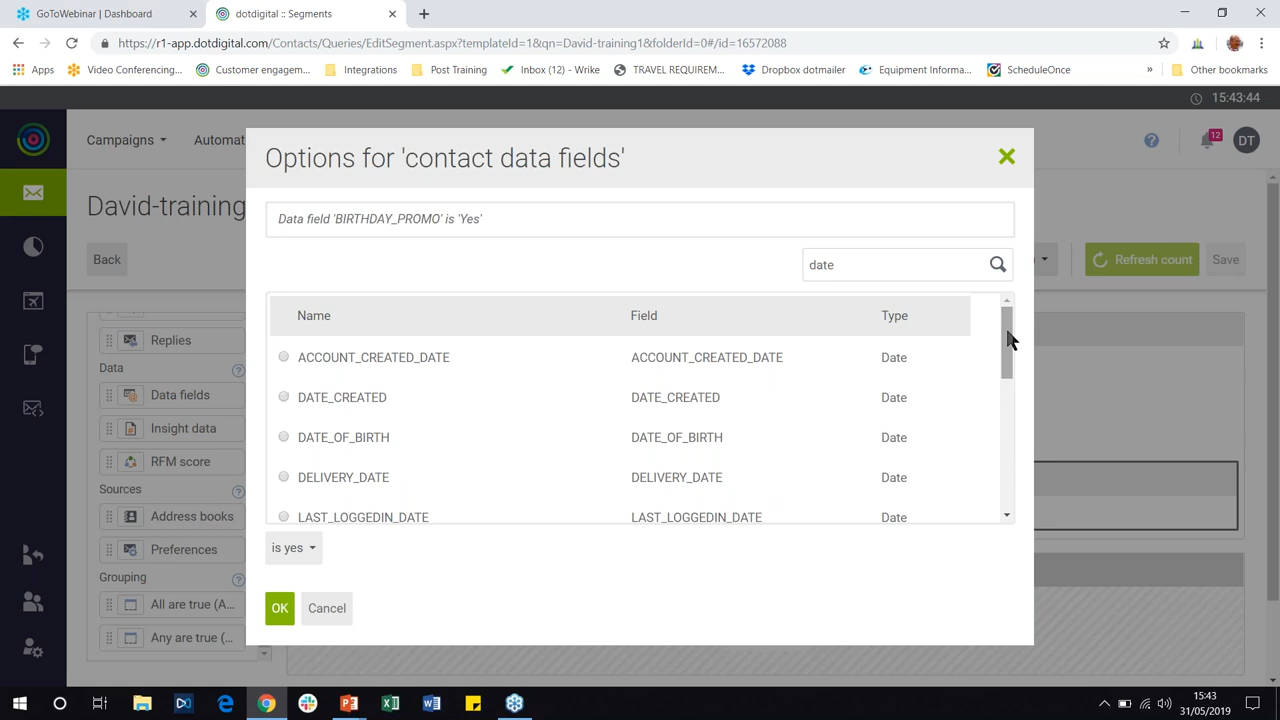 GoToWebinar | Dashboard
dotdigital :: Segments
https://r1-app.dotdigital.com/Contacts/Queries/EditSegment.aspx?templateId=1&qn=David-training1&folderId=0#/id=16572088
Apps
Video Conferencing...
Customer engagem...
Integrations
Post Training
Inbox (12) - Wrike
TRAVEL REQUIREM...
Dropbox dotmailer
Equipment Informa...
ScheduleOnce
»
Other bookmarks
15:43:44
Campaigns
Automat
12
DT
David-training
Options for 'contact data fields'
Back
Data field 'BIRTHDAY_PROMO' is 'Yes'
date
Refresh count
Save
Name Field Type
ACCOUNT_CREATED_DATE ACCOUNT_CREATED_DATE Date
DATE_CREATED DATE_CREATED Date
DATE_OF_BIRTH DATE_OF_BIRTH Date
DELIVERY_DATE DELIVERY_DATE Date
LAST_LOGGEDIN_DATE LAST_LOGGEDIN_DATE Date
is yes
OK
Cancel
Replies
Data
Data fields
Insight data
RFM score
Sources
Address books
Preferences
Grouping
All are true (A...
Any are true (...
15:43
31/05/2019